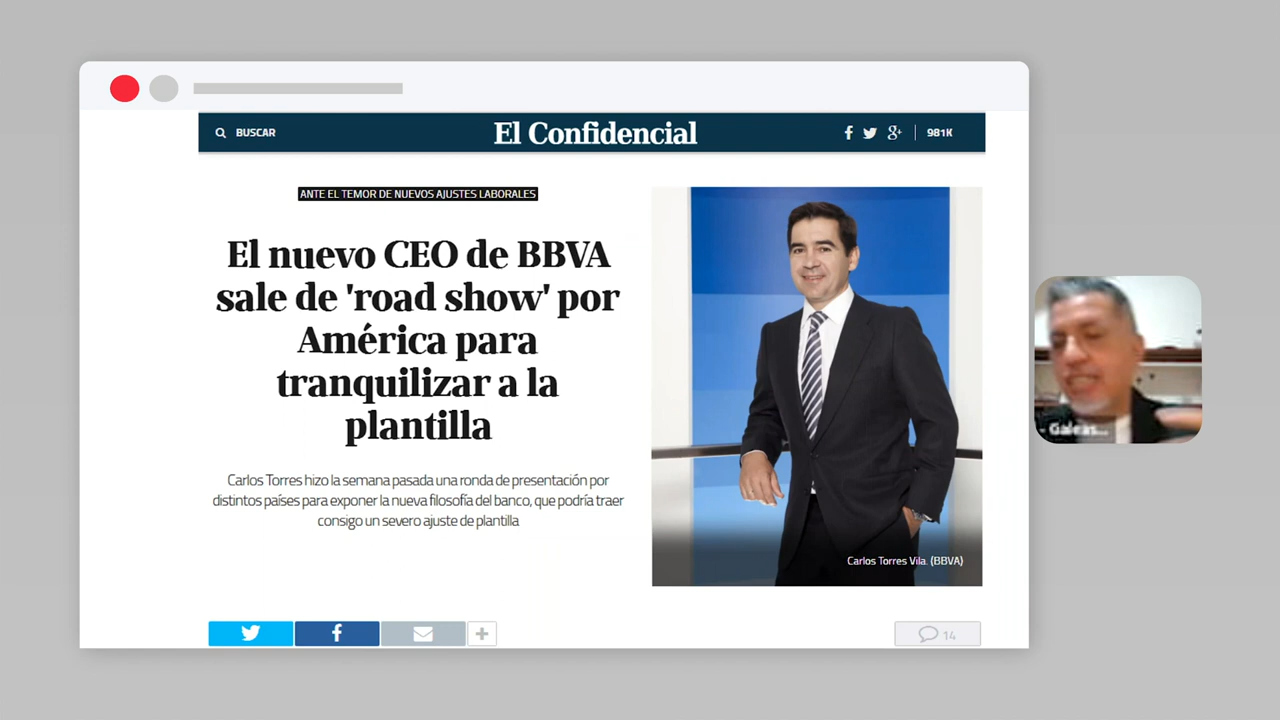 BUSCAR
El Confidencial
981K
ANTE EL TEMOR DE NUEVOS AJUSTES LABORALES
El nuevo CEO de BBVA
sale de 'road show' por
América para
tranquilizar a la
plantilla
Carlos Torres hizo la semana pasada una ronda de presentación por
distintos países para exponer la nueva filosofía del banco, que podría traer
consigo un severo ajuste de plantilla
Carlos Torres Vila. (BBVA)
14